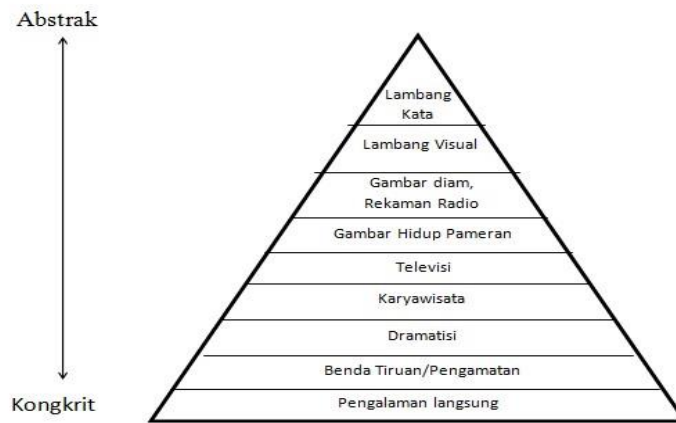 Abstrak
Lambang
Kata
Lambang Visual
Gambar diam,
Rekaman Radio
Gambar Hidup Pameran
Televisi
Karyawisata
Dramatisi
Benda Tiruan/Pengamatan
Kongkrit
Pengalaman langsung